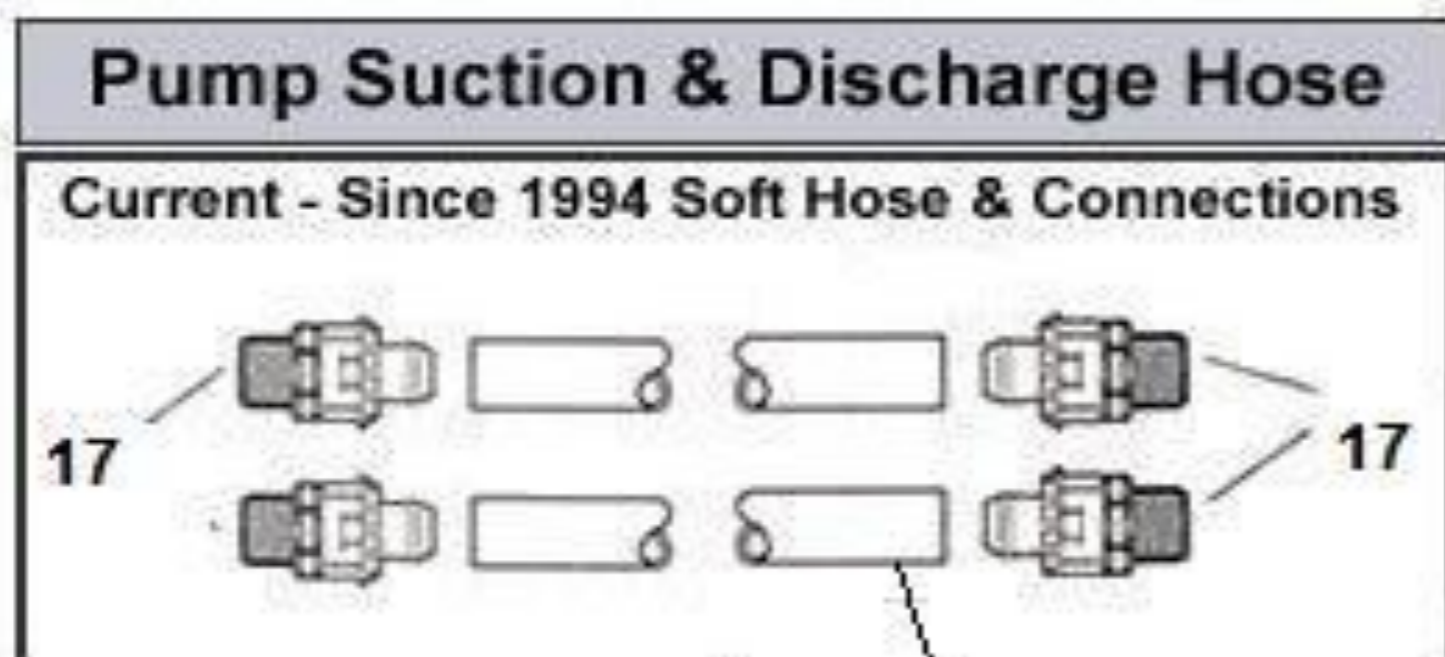 Pump Suction & Discharge Hose
Current - Since 1994 Soft Hose & Connections
17
17